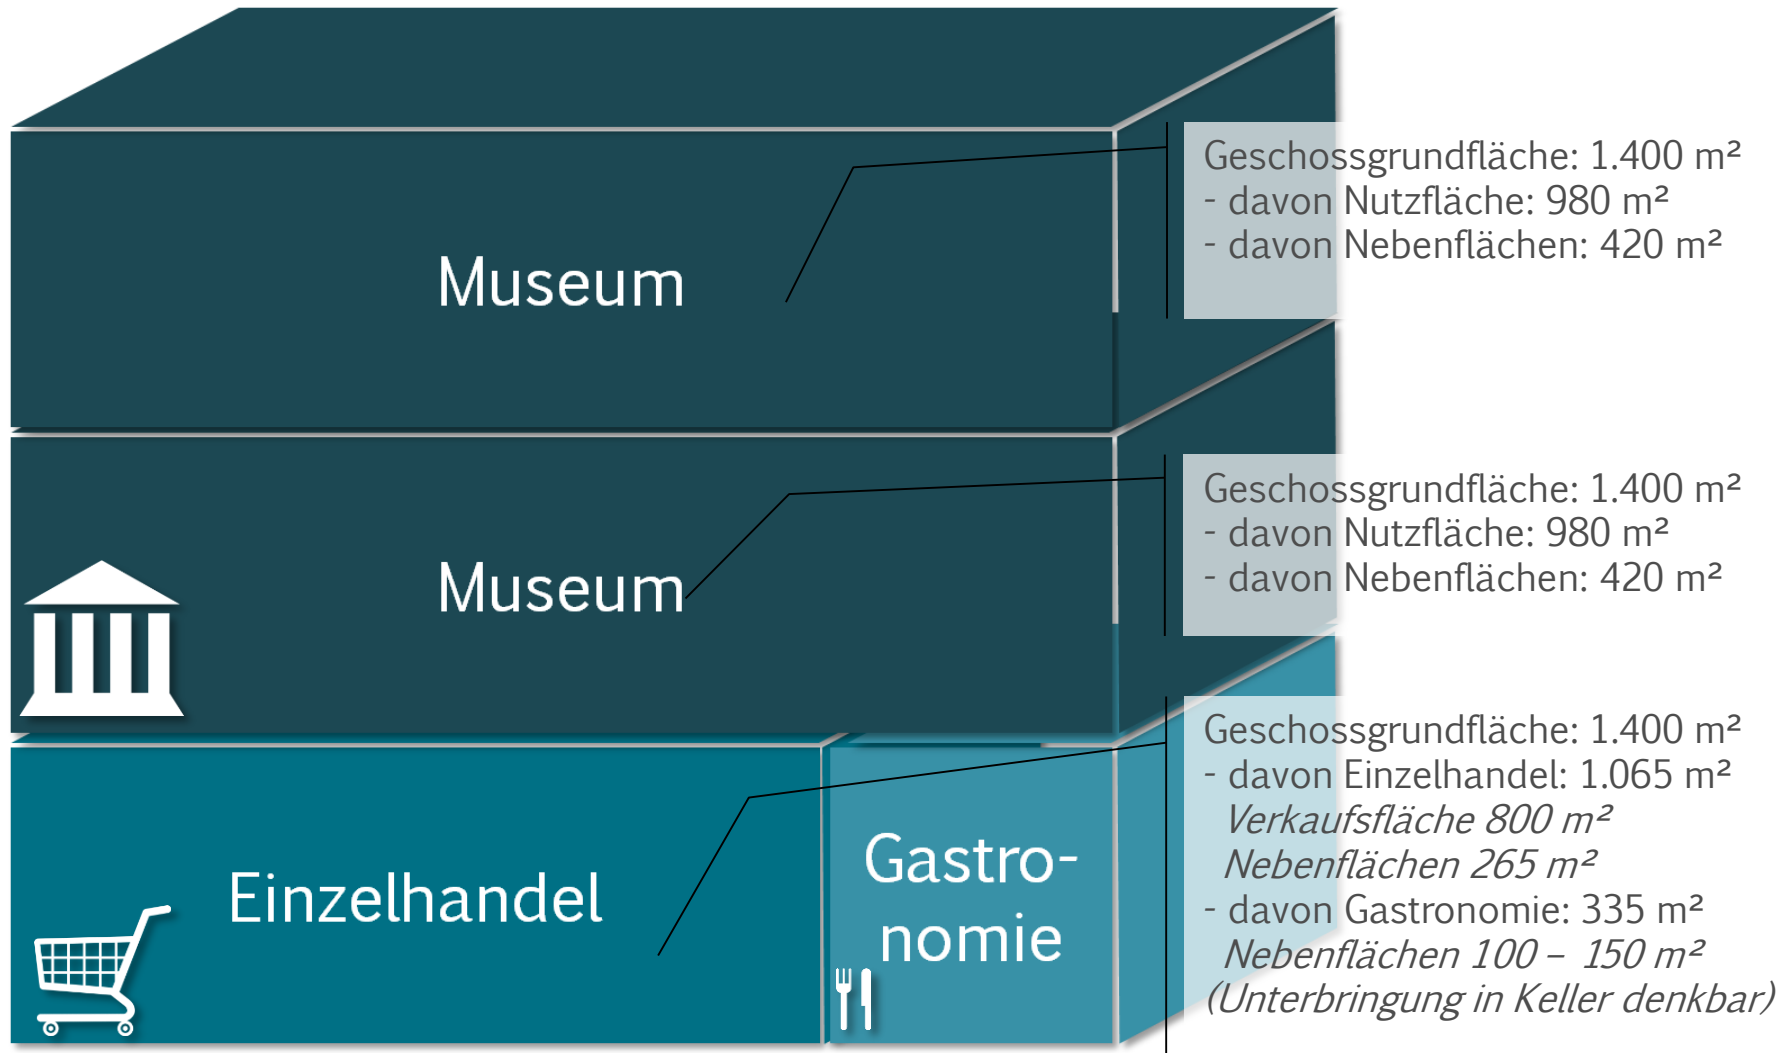 Museum
Geschossgrundfläche: 1.400 m²
- davon Nutzfläche: 980 m²
- davon Nebenflächen: 420 m²
Museum
Geschossgrundfläche: 1.400 m²
- davon Nutzfläche: 980 m²
- davon Nebenflächen: 420 m²
Einzelhandel
Gastro-
nomie
Geschossgrundfläche: 1.400 m²
- davon Einzelhandel: 1.065 m²
Verkaufsfläche 800 m²
Nebenflächen 265 m²
- davon Gastronomie: 335 m²
Nebenflächen 100 – 150 m²
(Unterbringung in Keller denkbar)